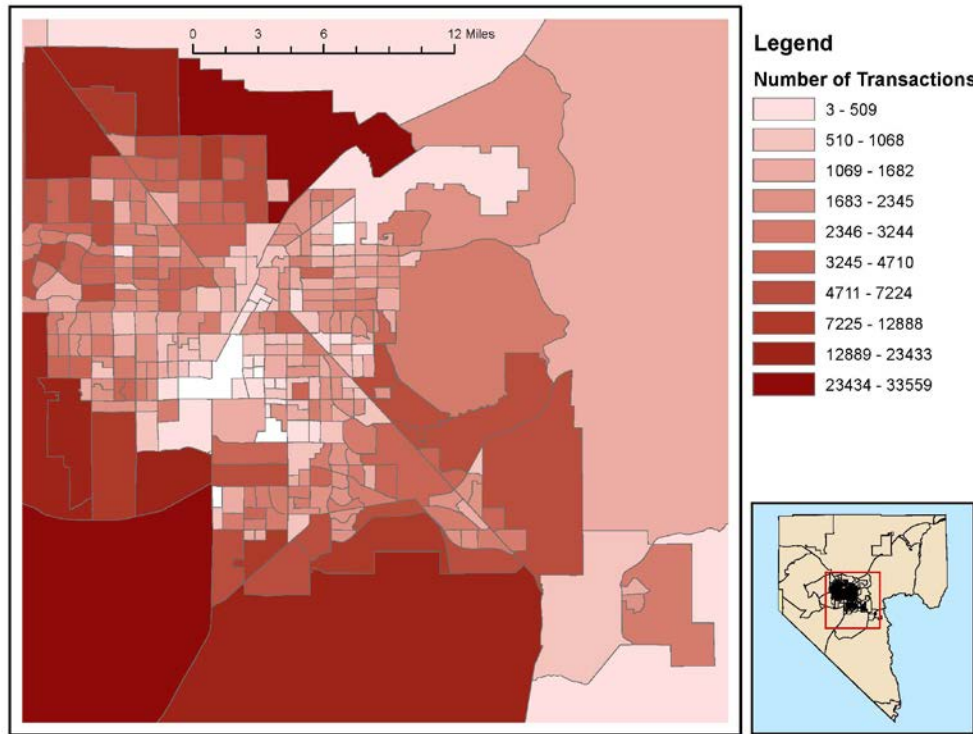 0 3 6 12 Miles
Legend
Number of Transactions
3 - 509
510 - 1068
1069 - 1682
1683 - 2345
2346 - 3244
3245 - 4710
4711 - 7224
7225 - 12888
12889 - 23433
23434 - 33559